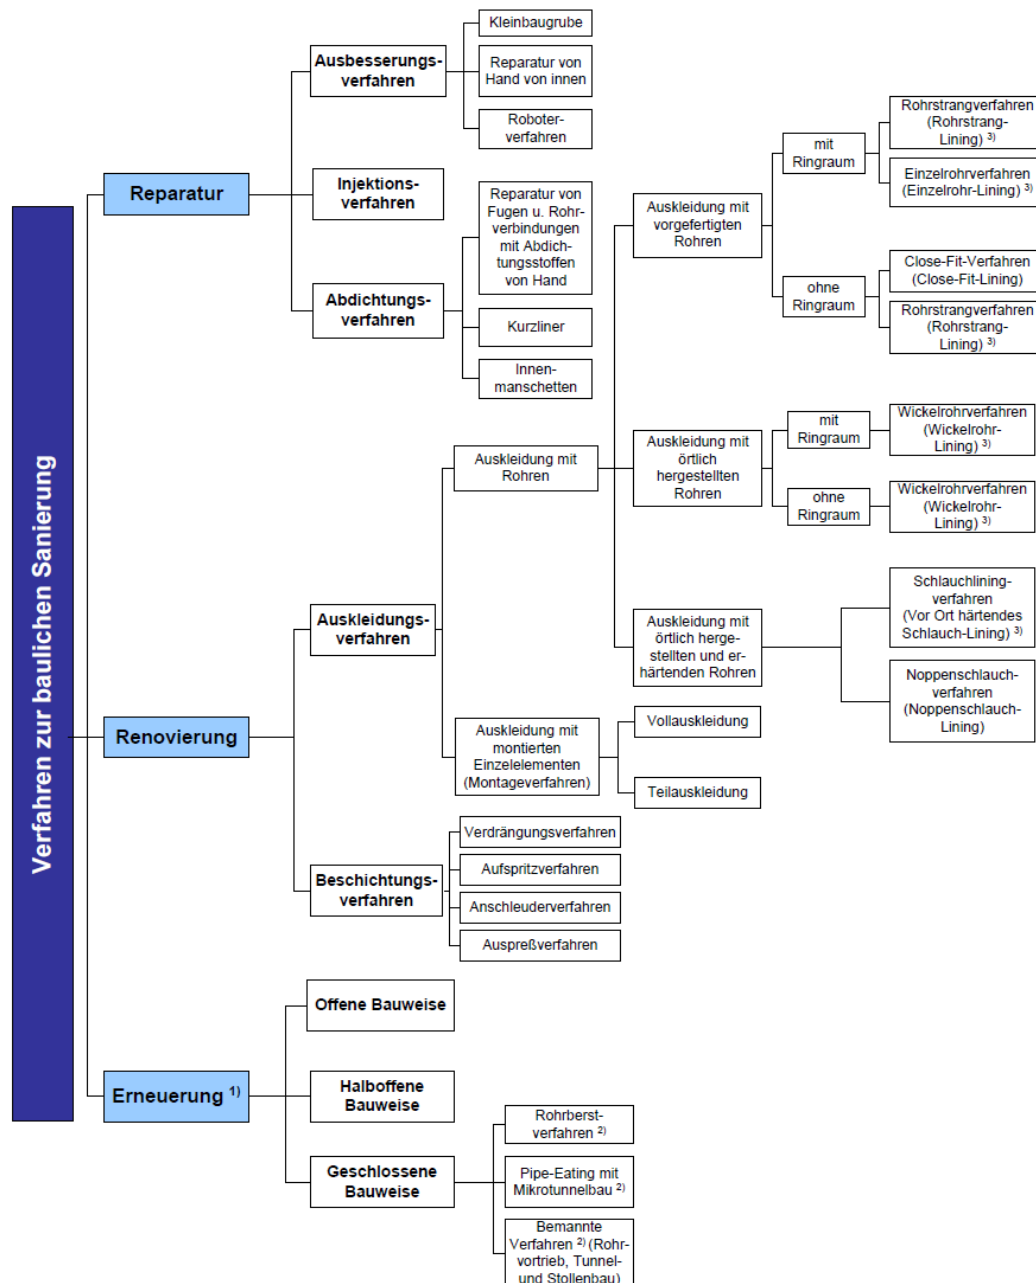 Verfahren zur baulichen Sanierung
Reparatur
Ausbesserungs-
verfahren
Kleinbaugrube
Reparatur von
Hand von innen
Roboter-
verfahren
Injektions-
verfahren
Abdichtungs-
verfahren
Reparatur von
Fugen u. Rohr-
verbindungen
mit Abdich-
tungsstoffen
von Hand
Kurzliner
Innen-
manschetten
Renovierung
Auskleidungs-
verfahren
Auskleidung mit
Rohren
Auskleidung mit
vorgefertigten
Rohren
mit
Ringraum
Rohrstrangverfahren
(Rohrstrang-
Lining) 3)
Einzelrohrverfahren
(Einzelrohr-Lining) 3)
ohne
Ringraum
Close-Fit-Verfahren
(Close-Fit-Lining)
Rohrstrangverfahren
(Rohrstrang-
Lining) 3)
Auskleidung mit
örtlich
hergestellten
Rohren
mit
Ringraum
Wickelrohrverfahren
(Wickelrohr-
Lining) 3)
ohne
Ringraum
Wickelrohrverfahren
(Wickelrohr-
Lining) 3)
Auskleidung mit
örtlich herge-
stellten und er-
härtenden Rohren
Schlauchlining-
verfahren
(Vor Ort härtendes
Schlauch-Lining) 3)
Noppenschlauch-
verfahren
(Noppenschlauch-
Lining)
Auskleidung mit
montierten
Einzelelementen
(Montageverfahren)
Vollauskleidung
Teilauskleidung
Beschichtungs-
verfahren
Verdrängungsverfahren
Aufspritzverfahren
Anschleuderverfahren
Auspreßverfahren
Erneuerung 1)
Offene Bauweise
Halboffene
Bauweise
Geschlossene
Bauweise
Rohrberst-
verfahren 2)
Pipe-Eating mit
Mikrotunnelbau 2)
Bemannte
Verfahren 2) (Rohr-
vortrieb, Tunnel-
und Stollenbau)